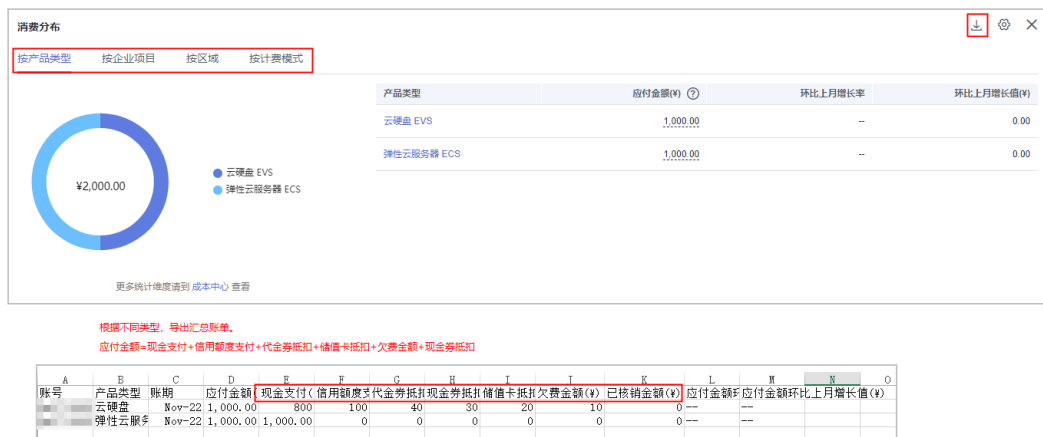 消费分布
按产品类型 按企业项目 按区域 按计费模式
产品类型 应付金额(¥) ? 环比上月增长率 环比上月增长值(¥)
云硬盘 EVS 1,000.00 -- 0.00
弹性云服务器 ECS 1,000.00 -- 0.00
¥2,000.00
云硬盘 EVS
弹性云服务器 ECS
更多统计维度请到 成本中心 查看
根据不同类型，导出汇总账单。
应付金额=现金支付+信用额度支付+代金券抵扣+储值卡抵扣+欠费金额+现金券抵扣
A B C D E F G H I J K L M N O
账号 产品类型 账期 应付金额( 现金支付( 信用额度支 代金券抵扣 现金券抵扣 储值卡抵扣 欠费金额(¥) 已核销金额(¥) 应付金额环 应付金额环比上月增长值(¥)
云硬盘 Nov-22 1,000.00 800 100 40 30 20 10 0 -- --
弹性云服务 Nov-22 1,000.00 1,000.00 0 0 0 0 0 0 -- --